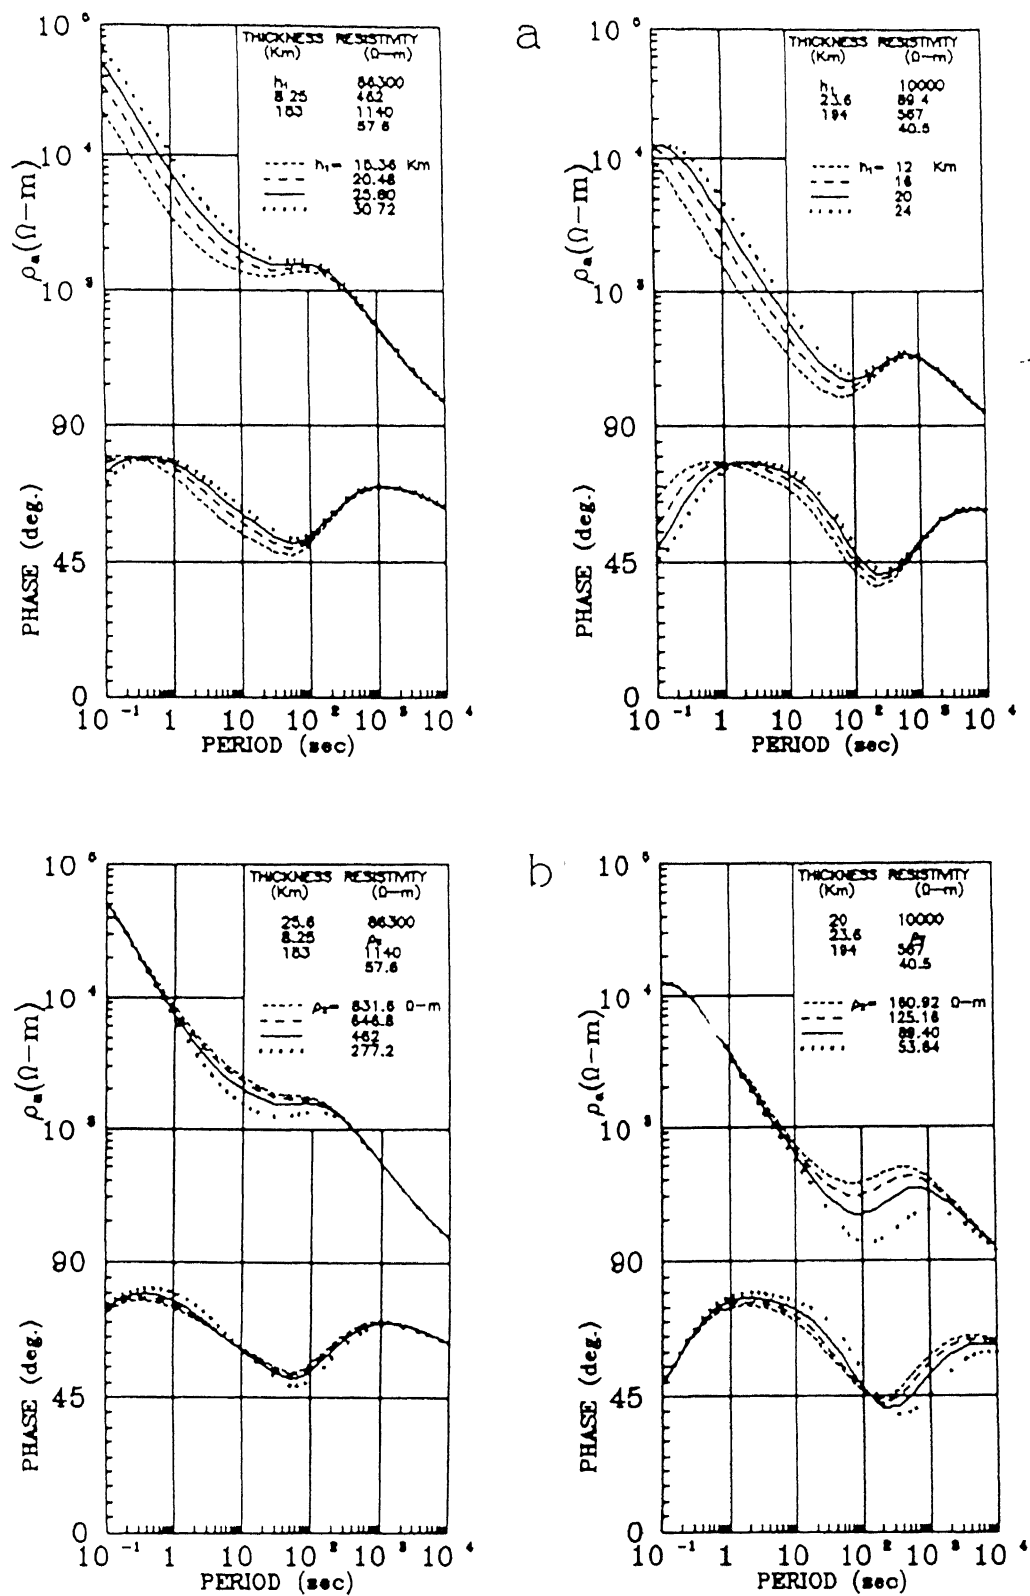 a
10 5
THICKNESS RESISTIVITY
(Km) (Ω-m)
h₁ 86300
8.25 462
183 1140
57.6
h₁= 15.36 Km
20.48
25.60
30.72
10 4
10 3
ρa(Ω-m)
90
45
0
PHASE (deg.)
10 -1 1 10 10 2 10 3 10 4
PERIOD (sec)
10 5
THICKNESS RESISTIVITY
(Km) (Ω-m)
h₁ 10000
23.6 89.4
194 567
40.5
h₁= 12 Km
16
20
24
10 4
10 3
ρa(Ω-m)
90
45
0
PHASE (deg.)
10 -1 1 10 10 2 10 3 10 4
PERIOD (sec)
b
10 5
THICKNESS RESISTIVITY
(Km) (Ω-m)
25.6 86300
8.25 ρ₂
183 1140
57.6
ρ₂= 831.6 Ω-m
646.8
462
277.2
10 4
10 3
ρa(Ω-m)
90
45
0
PHASE (deg.)
10 -1 1 10 10 2 10 3 10 4
PERIOD (sec)
10 5
THICKNESS RESISTIVITY
(Km) (Ω-m)
20 10000
23.6 ρ₂
194 567
40.5
ρ₂= 160.92 Ω-m
125.16
89.40
53.64
10 4
10 3
ρa(Ω-m)
90
45
0
PHASE (deg.)
10 -1 1 10 10 2 10 3 10 4
PERIOD (sec)